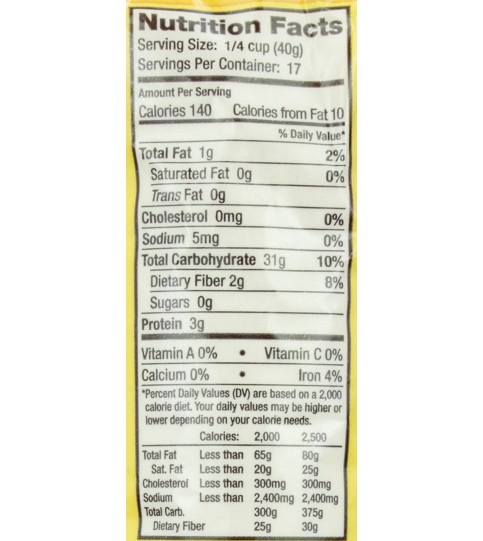 Nutrition Facts
Serving Size: 1/4 cup (40g)
Servings Per Container: 17
Amount Per Serving
Calories 140 Calories from Fat 10
% Daily Value*
Total Fat 1g 2%
Saturated Fat 0g 0%
Trans Fat 0g
Cholesterol 0mg 0%
Sodium 5mg 0%
Total Carbohydrate 31g 10%
Dietary Fiber 2g 8%
Sugars 0g
Protein 3g
Vitamin A 0% • Vitamin C 0%
Calcium 0% • Iron 4%
*Percent Daily Values (DV) are based on a 2,000
calorie diet. Your daily values may be higher or
lower depending on your calorie needs.
Calories: 2,000 2,500
Total Fat Less than 65g 80g
Sat. Fat Less than 20g 25g
Cholesterol Less than 300mg 300mg
Sodium Less than 2,400mg 2,400mg
Total Carb. 300g 375g
Dietary Fiber 25g 30g